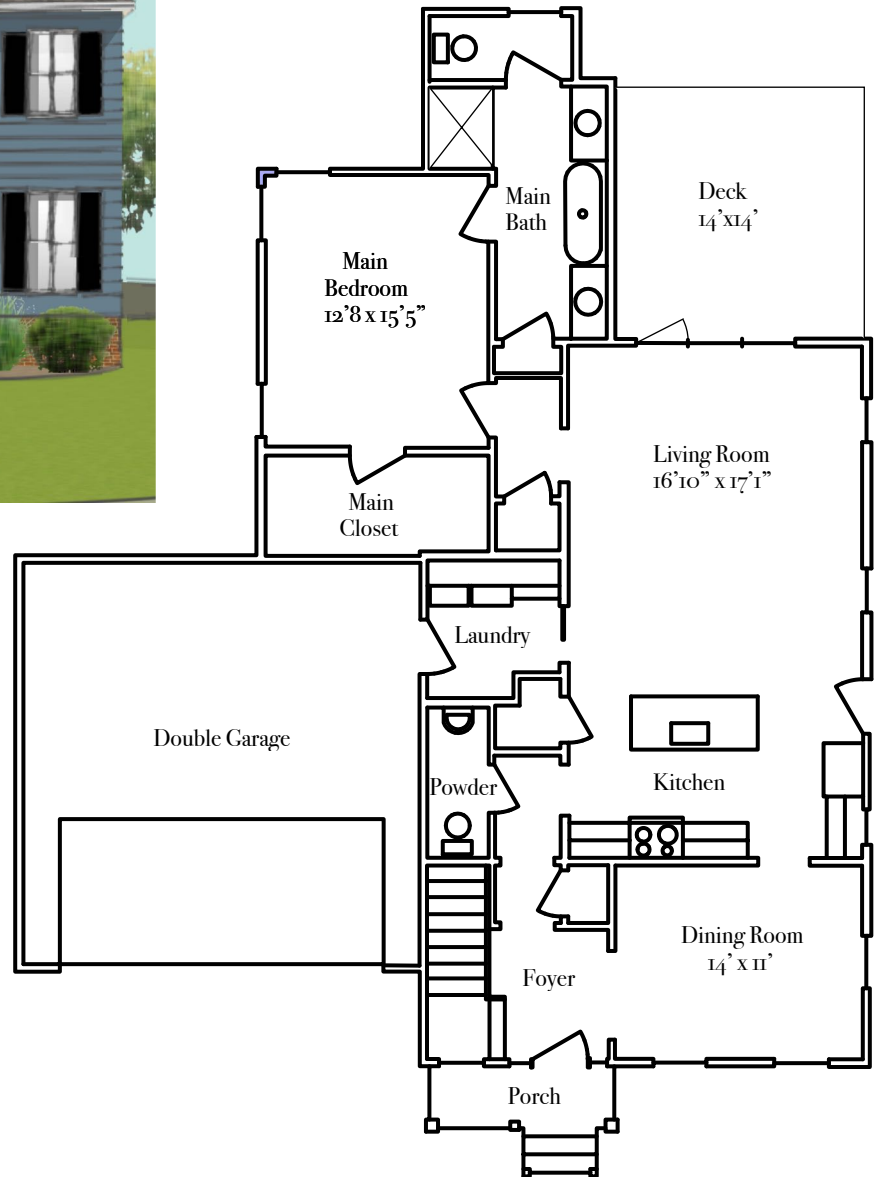 Main
Bath
Deck
14’x14’
Main
Bedroom
12’8 x 15’5”
Living Room
16’10” x 17’1”
Main
Closet
Laundry
Double Garage
Powder
Kitchen
Dining Room
14’ x 11’
Foyer
Porch